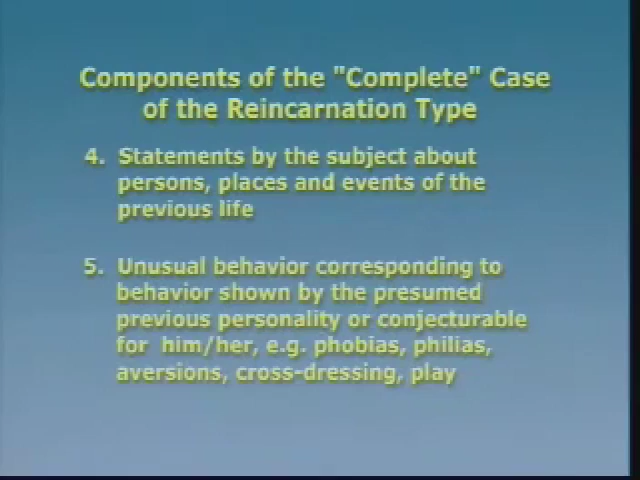 Components of the "Complete" Case
of the Reincarnation Type
4. Statements by the subject about
persons, places and events of the
previous life
5. Unusual behavior corresponding to
behavior shown by the presumed
previous personality or conjecturable
for him/her, e.g. phobias, philias,
aversions, cross-dressing, play